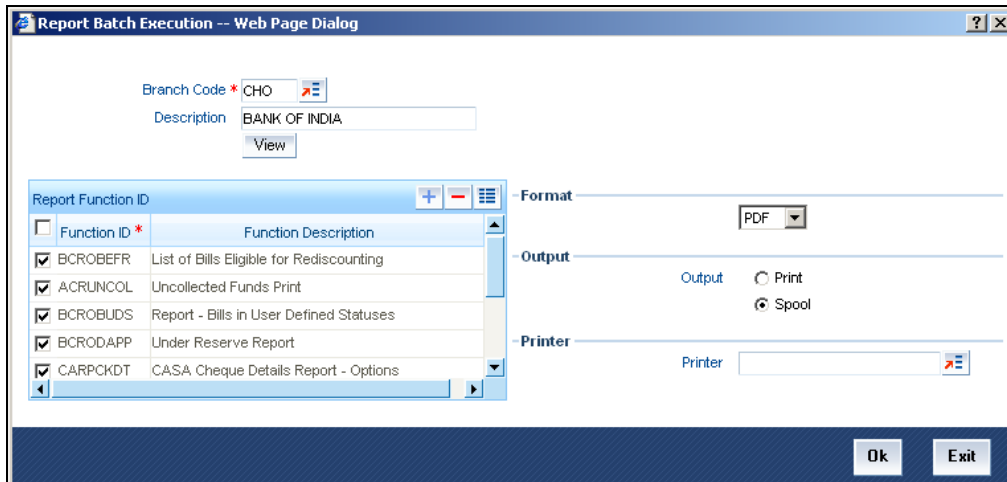 Report Batch Execution -- Web Page Dialog
Branch Code * CHO
Description BANK OF INDIA
View
Report Function ID
Function ID * Function Description
BCROBEFR List of Bills Eligible for Rediscounting
ACRUNCOL Uncollected Funds Print
BCROBUDS Report - Bills in User Defined Statuses
BCRODAPP Under Reserve Report
CARPCKDT CASA Cheque Details Report - Options
Format
PDF
Output
Output Print
Spool
Printer
Printer
Ok Exit